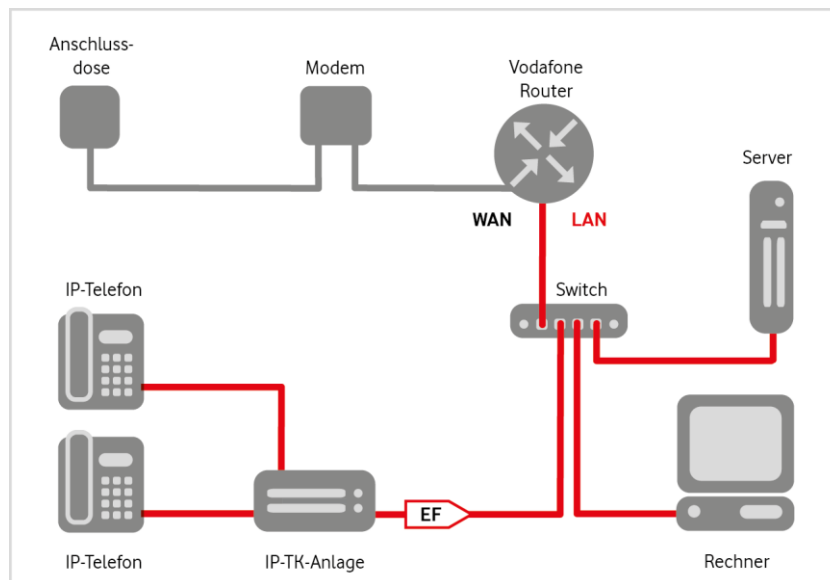 Anschluss-
dose
Modem
Vodafone
Router
Server
WAN
LAN
IP-Telefon
Switch
EF
IP-Telefon
IP-TK-Anlage
Rechner